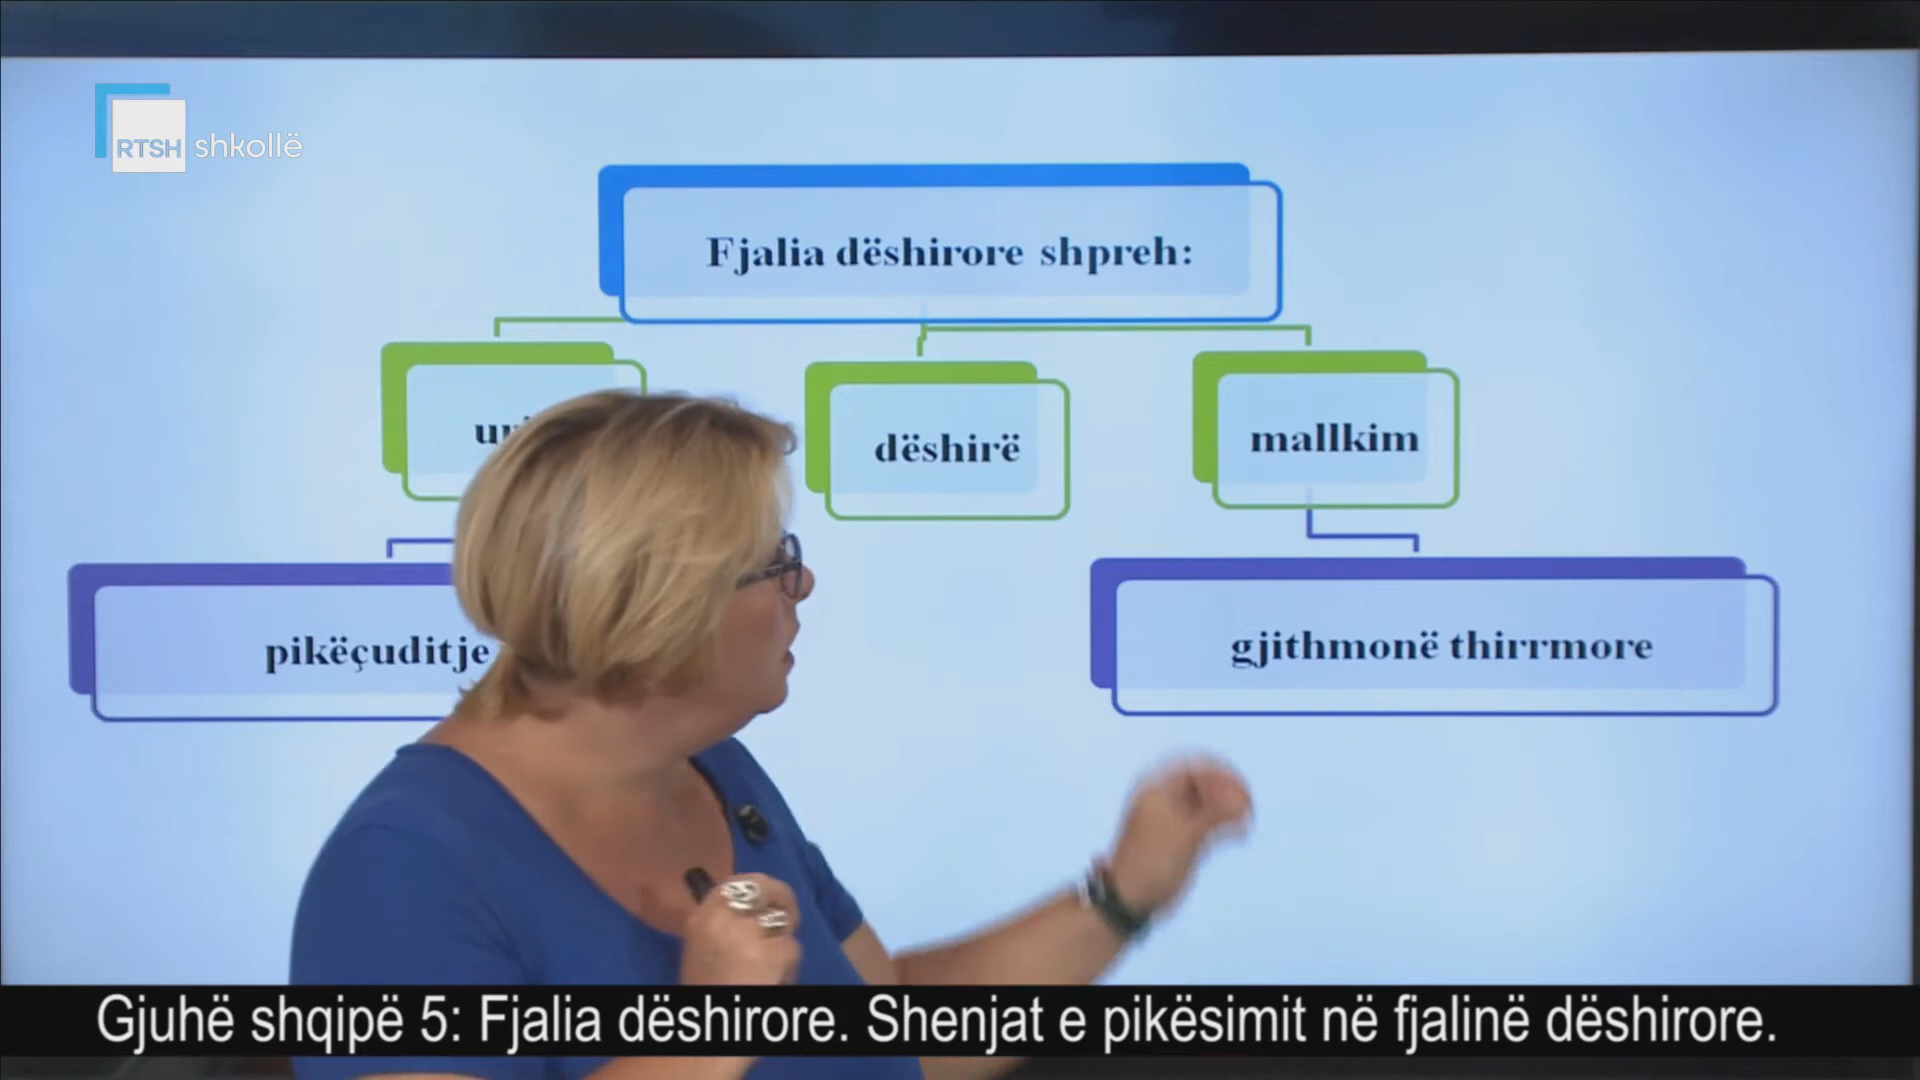 RTSH shkollë
Fjalia dëshirore shpreh:
dëshirë
mallkim
pikëçuditje
gjithmonë thirrmore
Gjuhë shqipë 5: Fjalia dëshirore. Shenjat e pikësimit në fjalinë dëshirore.